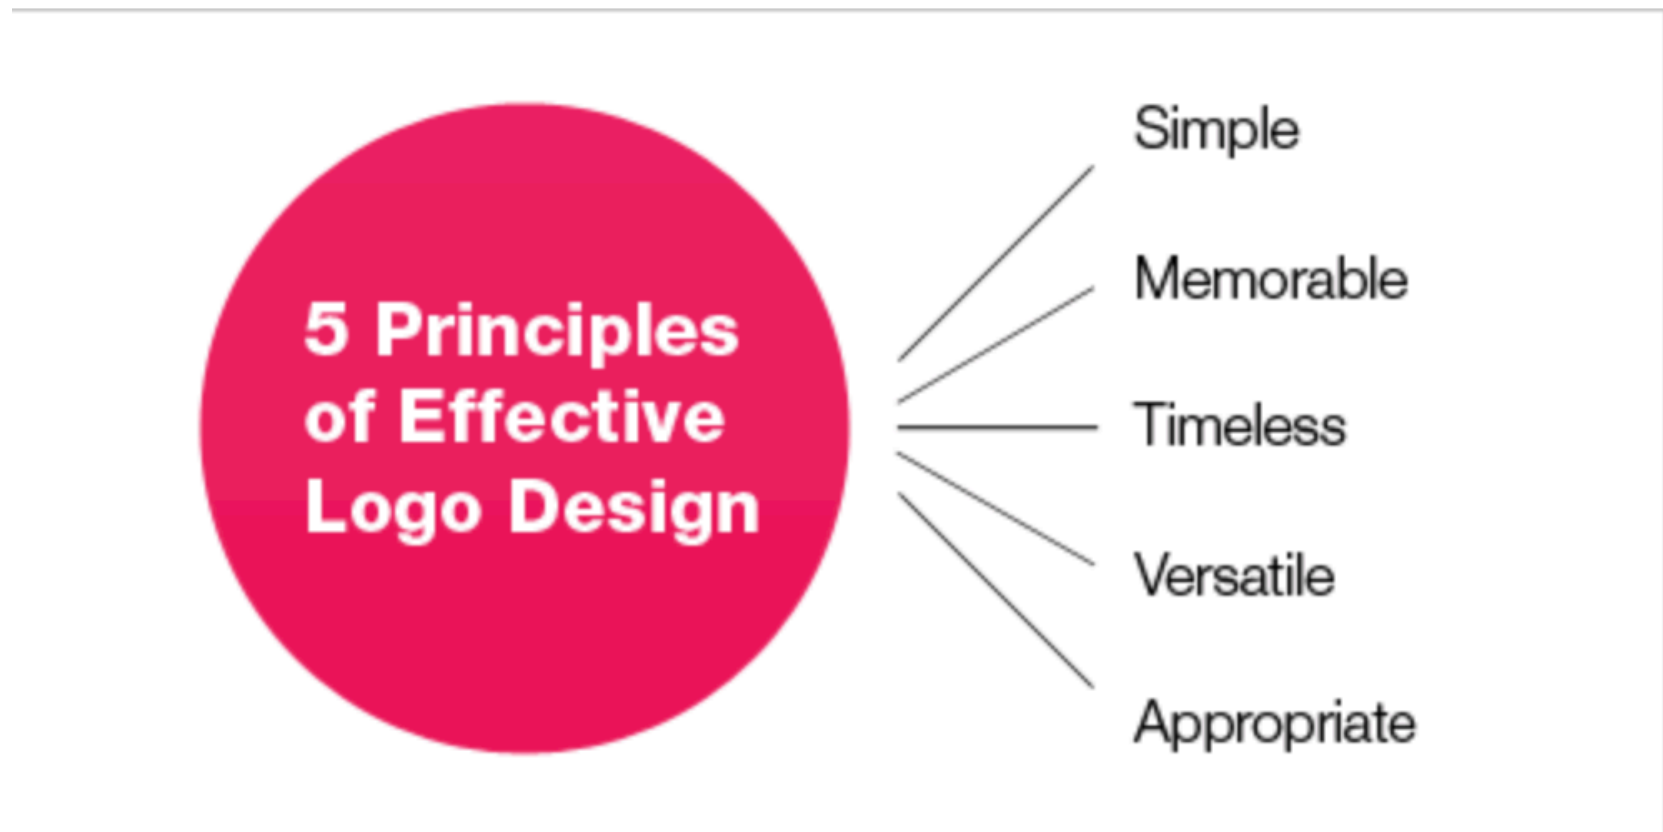 5 Principles
of Effective
Logo Design
Simple
Memorable
Timeless
Versatile
Appropriate